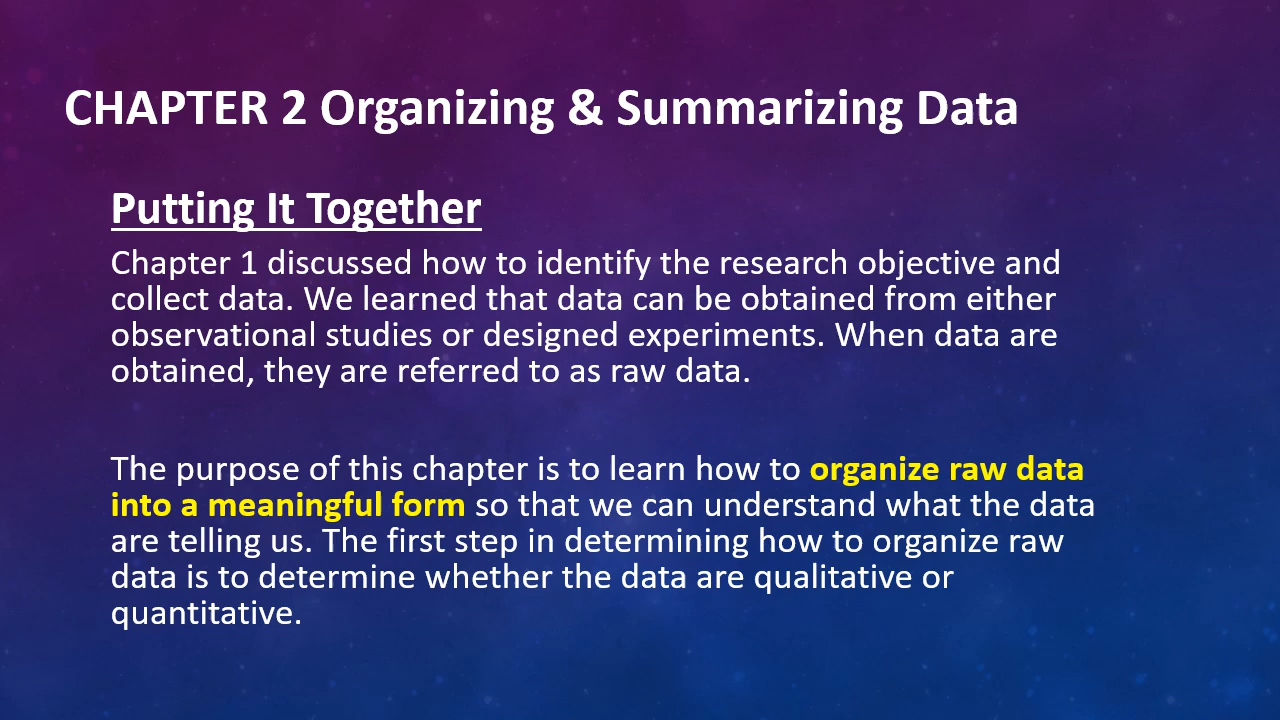 CHAPTER 2 Organizing & Summarizing Data
Putting It Together
Chapter 1 discussed how to identify the research objective and
collect data. We learned that data can be obtained from either
observational studies or designed experiments. When data are
obtained, they are referred to as raw data.
The purpose of this chapter is to learn how to organize raw data
into a meaningful form so that we can understand what the data
are telling us. The first step in determining how to organize raw
data is to determine whether the data are qualitative or
quantitative.